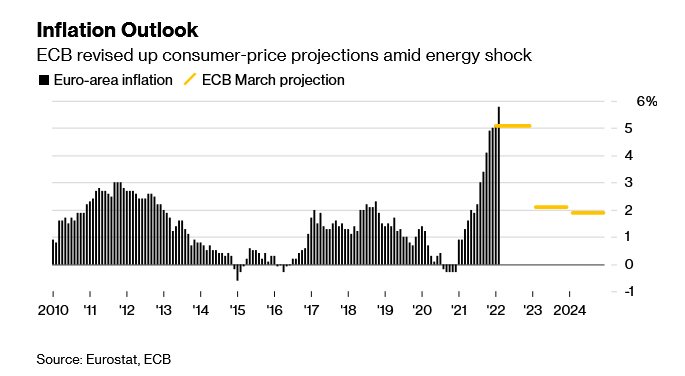 Inflation Outlook
ECB revised up consumer-price projections amid energy shock
Euro-area inflation ECB March projection
6%
5
4
3
2
1
0
-1
2010 '11 '12 '13 '14 '15 '16 '17 '18 '19 '20 '21 '22 '23 2024
Source: Eurostat, ECB